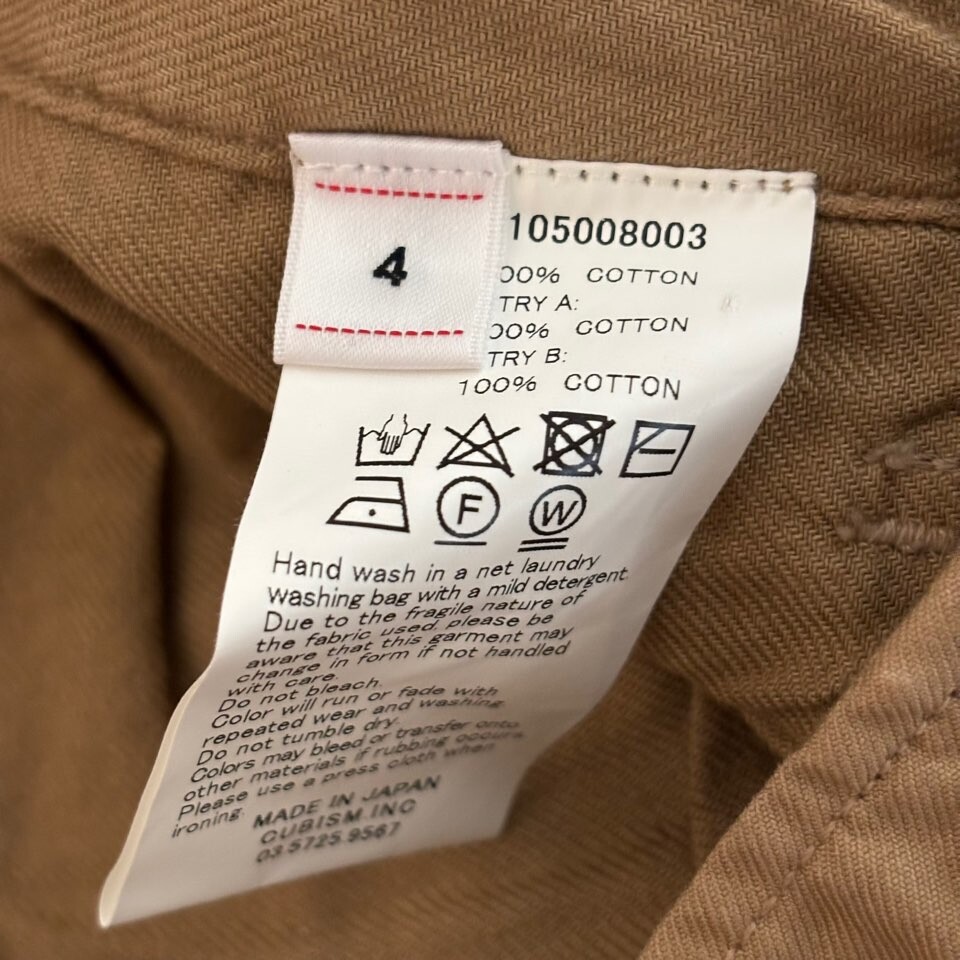 4
105008003
00% COTTON
TRY A:
00% COTTON
TRY B:
100% COTTON
F
W
Hand wash in a net laundry
washing bag with a mild detergent
Due to the fragile nature of
the fabric used, please be
aware that this garment may
change in form if not handled
with care.
Do not bleach.
Color will run or fade with
repeated wear and washing.
Do not tumble dry.
Colors may bleed or transfer onto
other materials if rubbing occurs.
Please use a press cloth when
ironing.
MADE IN JAPAN
CUBISM.INC
03.5725.9567